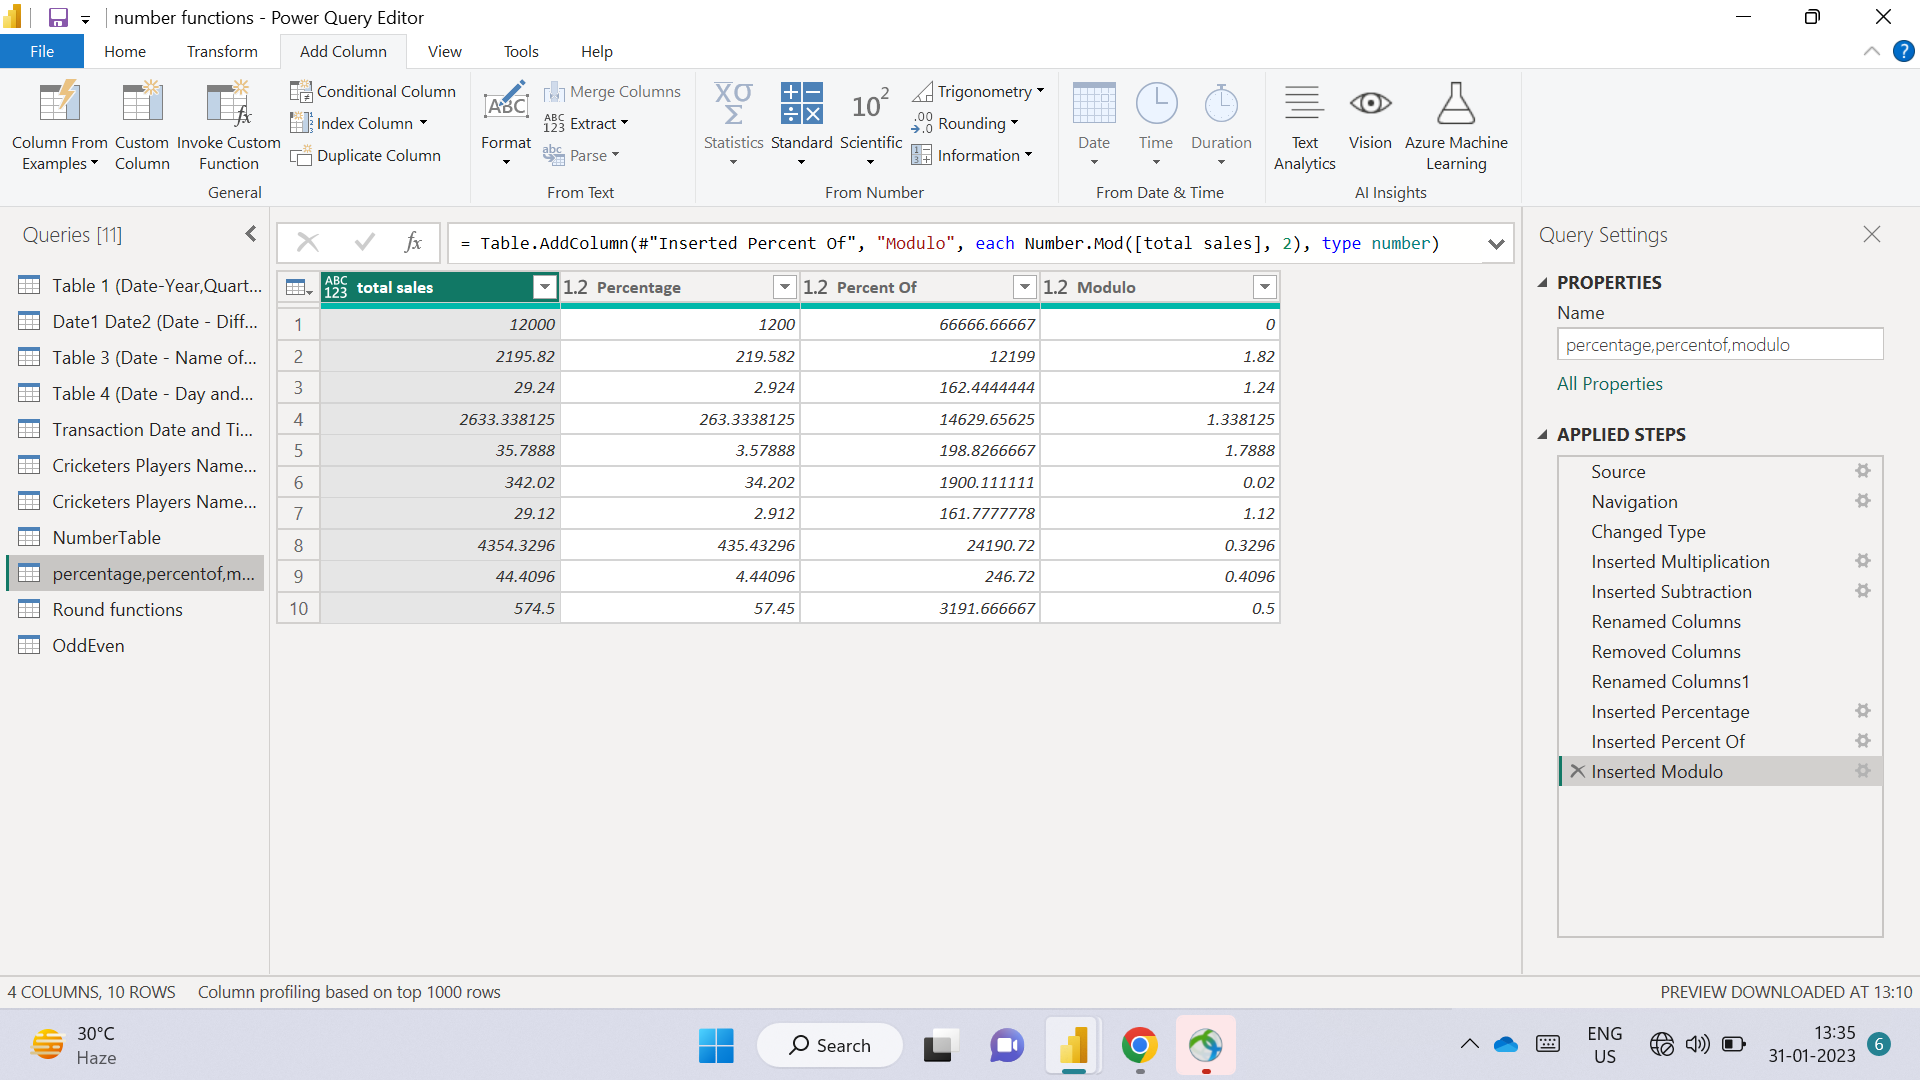 number functions - Power Query Editor
File Home Transform Add Column View Tools Help
Column From Examples
Custom Column
Invoke Custom Function
Conditional Column
Index Column
Duplicate Column
General
Format
Merge Columns
Extract
Parse
From Text
Statistics
Standard
Scientific
Trigonometry
Rounding
Information
From Number
Date
Time
Duration
From Date & Time
Text Analytics
Vision
Azure Machine Learning
AI Insights
Queries [11]
Table 1 (Date-Year,Quart...
Date1 Date2 (Date - Diff...
Table 3 (Date - Name of...
Table 4 (Date - Day and...
Transaction Date and Ti...
Cricketers Players Name...
Cricketers Players Name...
NumberTable
percentage,percentof,m...
Round functions
OddEven
fx = Table.AddColumn(#"Inserted Percent Of", "Modulo", each Number.Mod([total sales], 2), type number)
ABC 123 total sales 1.2 Percentage 1.2 Percent Of 1.2 Modulo
1 12000 1200 66666.66667 0
2 2195.82 219.582 12199 1.82
3 29.24 2.924 162.4444444 1.24
4 2633.338125 263.3338125 14629.65625 1.338125
5 35.7888 3.57888 198.8266667 1.7888
6 342.02 34.202 1900.111111 0.02
7 29.12 2.912 161.7777778 1.12
8 4354.3296 435.43296 24190.72 0.3296
9 44.4096 4.44096 246.72 0.4096
10 574.5 57.45 3191.666667 0.5
Query Settings
PROPERTIES
Name
percentage,percentof,modulo
All Properties
APPLIED STEPS
Source
Navigation
Changed Type
Inserted Multiplication
Inserted Subtraction
Renamed Columns
Removed Columns
Renamed Columns1
Inserted Percentage
Inserted Percent Of
Inserted Modulo
4 COLUMNS, 10 ROWS Column profiling based on top 1000 rows PREVIEW DOWNLOADED AT 13:10
30°C
Haze
Search
ENG
US
13:35
31-01-2023
6